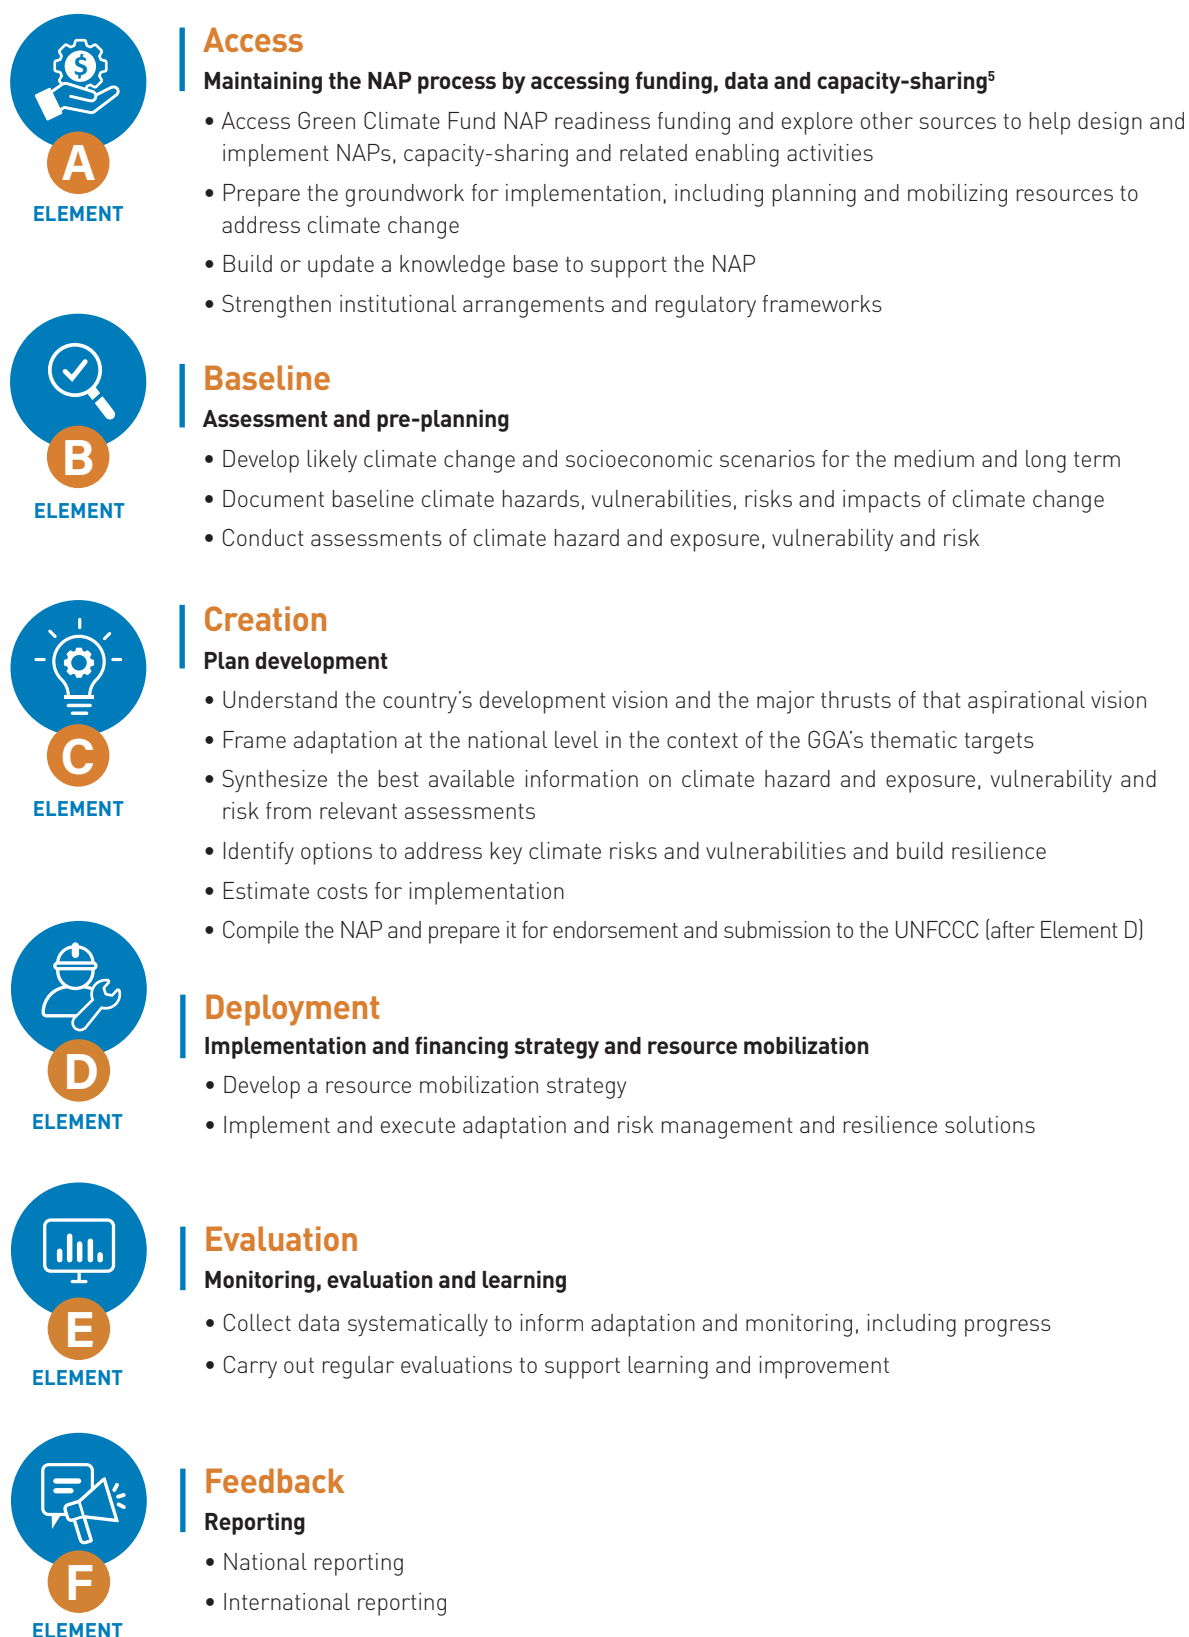 Access
Maintaining the NAP process by accessing funding, data and capacity-sharing⁵
• Access Green Climate Fund NAP readiness funding and explore other sources to help design and
implement NAPs, capacity-sharing and related enabling activities
• Prepare the groundwork for implementation, including planning and mobilizing resources to
address climate change
• Build or update a knowledge base to support the NAP
• Strengthen institutional arrangements and regulatory frameworks
$
A
ELEMENT
Baseline
Assessment and pre-planning
• Develop likely climate change and socioeconomic scenarios for the medium and long term
• Document baseline climate hazards, vulnerabilities, risks and impacts of climate change
• Conduct assessments of climate hazard and exposure, vulnerability and risk
B
ELEMENT
Creation
Plan development
• Understand the country's development vision and the major thrusts of that aspirational vision
• Frame adaptation at the national level in the context of the GGA's thematic targets
• Synthesize the best available information on climate hazard and exposure, vulnerability and
risk from relevant assessments
• Identify options to address key climate risks and vulnerabilities and build resilience
• Estimate costs for implementation
• Compile the NAP and prepare it for endorsement and submission to the UNFCCC (after Element D)
C
ELEMENT
Deployment
Implementation and financing strategy and resource mobilization
• Develop a resource mobilization strategy
• Implement and execute adaptation and risk management and resilience solutions
D
ELEMENT
Evaluation
Monitoring, evaluation and learning
• Collect data systematically to inform adaptation and monitoring, including progress
• Carry out regular evaluations to support learning and improvement
E
ELEMENT
Feedback
Reporting
• National reporting
• International reporting
F
ELEMENT